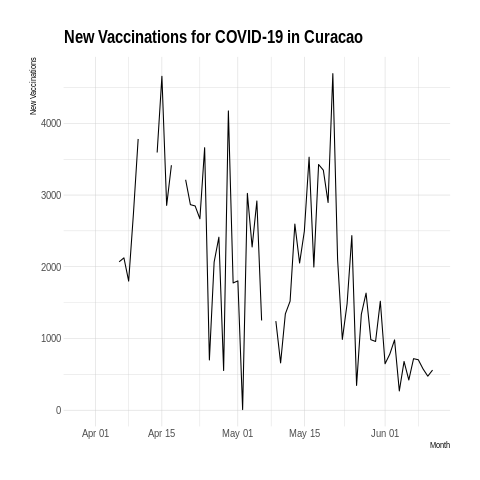 New Vaccinations for COVID-19 in Curacao
New Vaccinations
4000
3000
2000
1000
0
Apr 01 Apr 15 May 01 May 15 Jun 01
Month